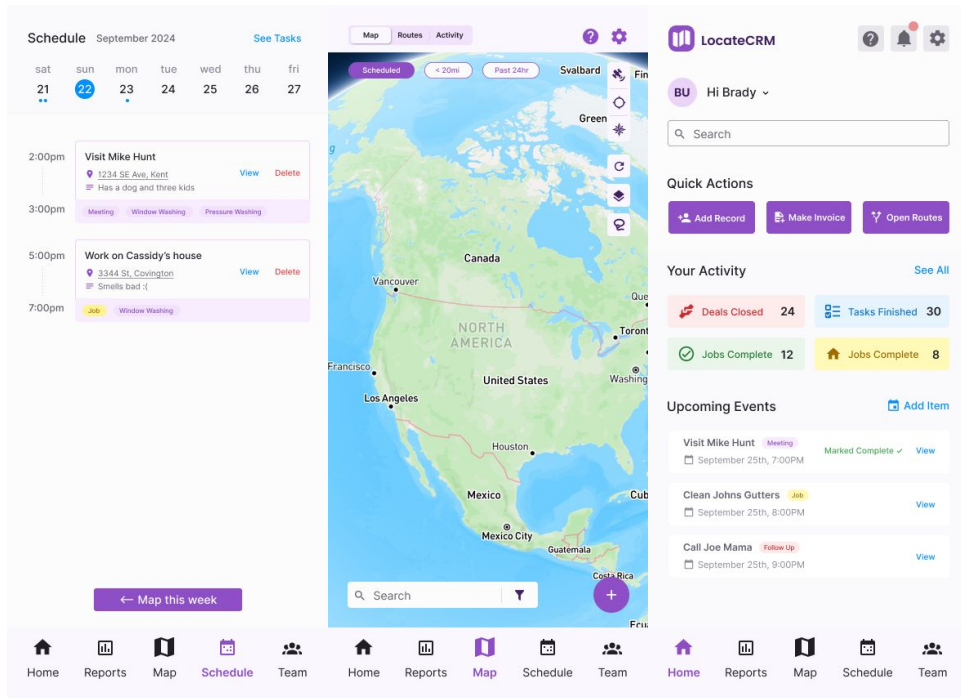 Schedule September 2024 See Tasks
sat sun mon tue wed thu fri
21 22 23 24 25 26 27
2:00pm
Visit Mike Hunt
1234 SE Ave, Kent
View Delete
Has a dog and three kids
3:00pm
Meeting Window Washing Pressure Washing
5:00pm
Work on Cassidy's house
3344 St, Covington
View Delete
Smells bad :(
7:00pm
Job Window Washing
← Map this week
Home Reports Map Schedule Team
Map Routes Activity
Scheduled < 20mi Past 24hr
Svalbard
Fin
Green
Canada
Vancouver
Que
NORTH
AMERICA
Toront
Francisco
United States
Washing
Los Angeles
Houston
Mexico
Cub
Mexico City
Guatemala
Costa Rica
Search
+
Ecu
Home Reports Map Schedule Team
LocateCRM
BU Hi Brady
Search
Quick Actions
Add Record Make Invoice Open Routes
Your Activity See All
Deals Closed 24 Tasks Finished 30
Jobs Complete 12 Jobs Complete 8
Upcoming Events Add Item
Visit Mike Hunt Meeting
September 25th, 7:00PM
Marked Complete ✓ View
Clean Johns Gutters Job
September 25th, 8:00PM
View
Call Joe Mama Follow Up
September 25th, 9:00PM
View
Home Reports Map Schedule Team